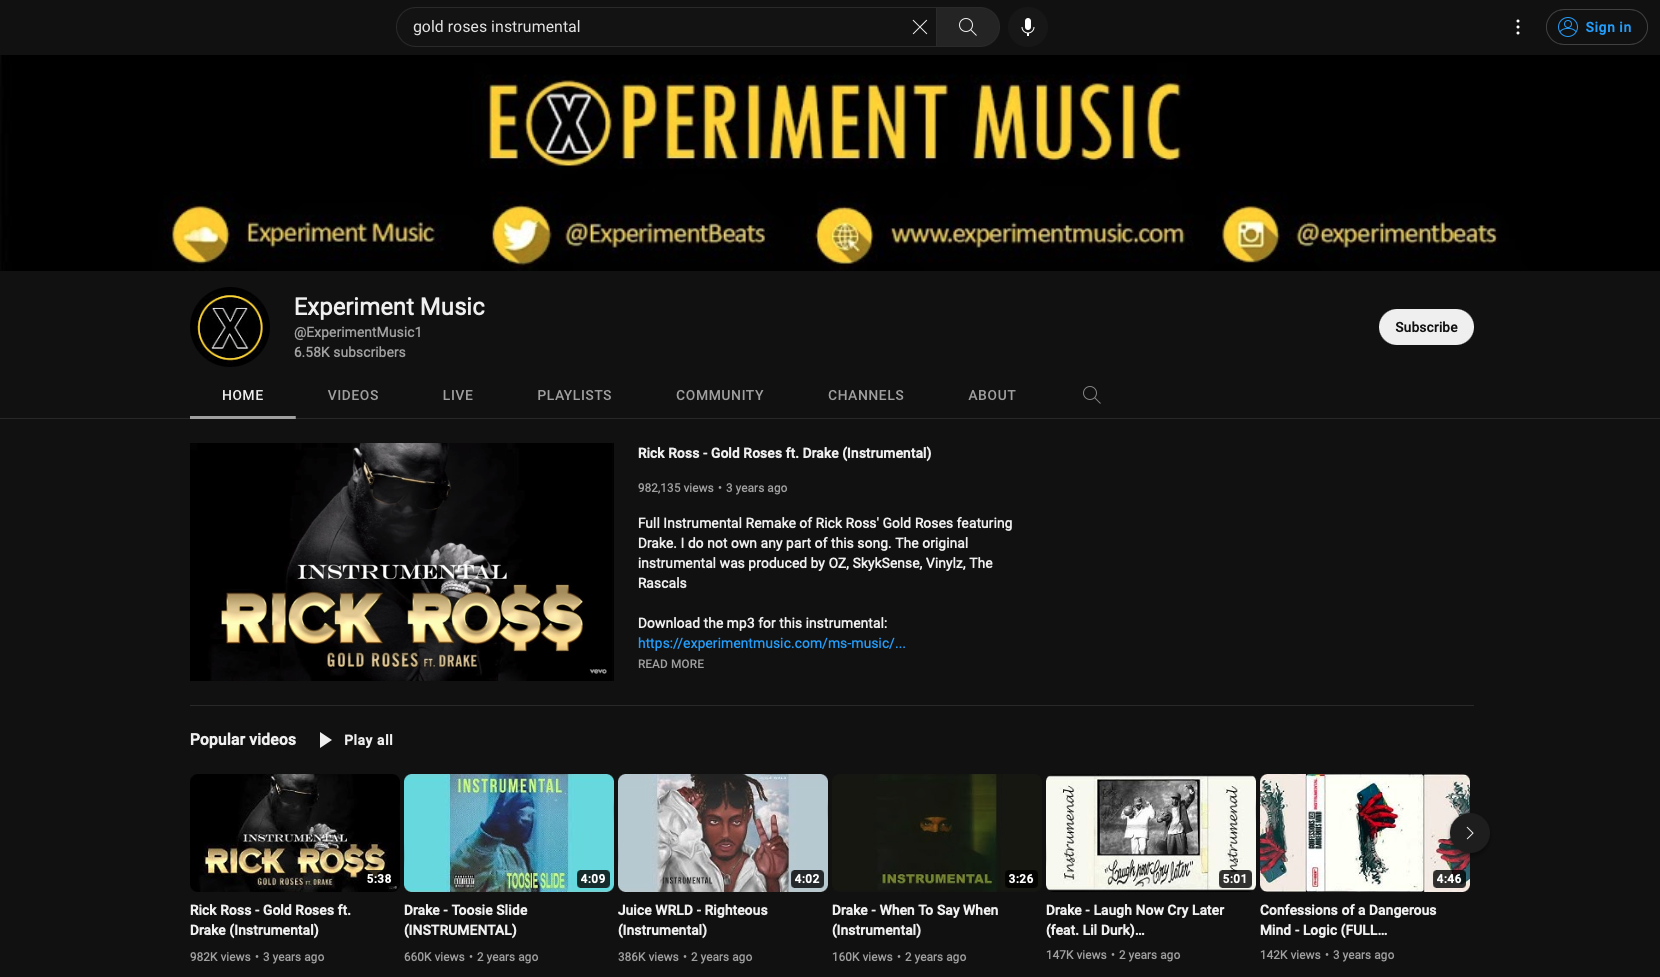 gold roses instrumental
Sign in
EXPERIMENT MUSIC
Experiment Music
@ExperimentBeats
www.experimentmusic.com
@experimentbeats
X
Experiment Music
@ExperimentMusic1
6.58K subscribers
Subscribe
HOME
VIDEOS
LIVE
PLAYLISTS
COMMUNITY
CHANNELS
ABOUT
INSTRUMENTAL
RICK RO$$
GOLD ROSES FT. DRAKE
vevo
Rick Ross - Gold Roses ft. Drake (Instrumental)
982,135 views • 3 years ago
Full Instrumental Remake of Rick Ross' Gold Roses featuring
Drake. I do not own any part of this song. The original
instrumental was produced by OZ, SkykSense, Vinylz, The
Rascals
Download the mp3 for this instrumental:
https://experimentmusic.com/ms-music/...
READ MORE
Popular videos
Play all
INSTRUMENTAL
RICK RO$$
GOLD ROSES FT. DRAKE
5:38
INSTRUMENTAL
TOOSIE SLIDE
4:09
INSTRUMENTAL
4:02
INSTRUMENTAL
3:26
Instrumenal
"Laugh now Cry later"
Instrumenal
5:01
4:46
Rick Ross - Gold Roses ft.
Drake (Instrumental)
982K views • 3 years ago
Drake - Toosie Slide
(INSTRUMENTAL)
660K views • 2 years ago
Juice WRLD - Righteous
(Instrumental)
386K views • 2 years ago
Drake - When To Say When
(Instrumental)
160K views • 2 years ago
Drake - Laugh Now Cry Later
(feat. Lil Durk)...
147K views • 2 years ago
Confessions of a Dangerous
Mind - Logic (FULL...
142K views • 3 years ago